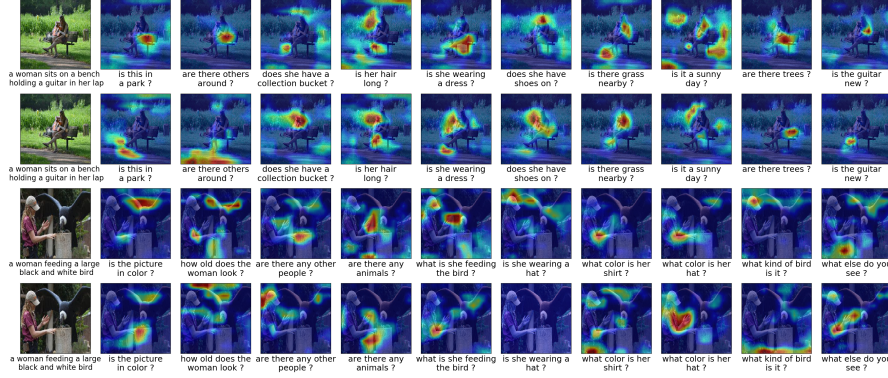 a woman sits on a bench
holding a guitar in her lap
is this in
a park ?
are there others
around ?
does she have a
collection bucket ?
is her hair
long ?
is she wearing
a dress ?
does she have
shoes on ?
is there grass
nearby ?
is it a sunny
day ?
are there trees ?
is the guitar
new ?
a woman sits on a bench
holding a guitar in her lap
is this in
a park ?
are there others
around ?
does she have a
collection bucket ?
is her hair
long ?
is she wearing
a dress ?
does she have
shoes on ?
is there grass
nearby ?
is it a sunny
day ?
are there trees ?
is the guitar
new ?
a woman feeding a large
black and white bird
is the picture
in color ?
how old does the
woman look ?
are there any other
people ?
are there any
animals ?
what is she feeding
the bird ?
is she wearing a
hat ?
what color is her
shirt ?
what color is her
hat ?
what kind of bird
is it ?
what else do you
see ?
a woman feeding a large
black and white bird
is the picture
in color ?
how old does the
woman look ?
are there any other
people ?
are there any
animals ?
what is she feeding
the bird ?
is she wearing a
hat ?
what color is her
shirt ?
what color is her
hat ?
what kind of bird
is it ?
what else do you
see ?